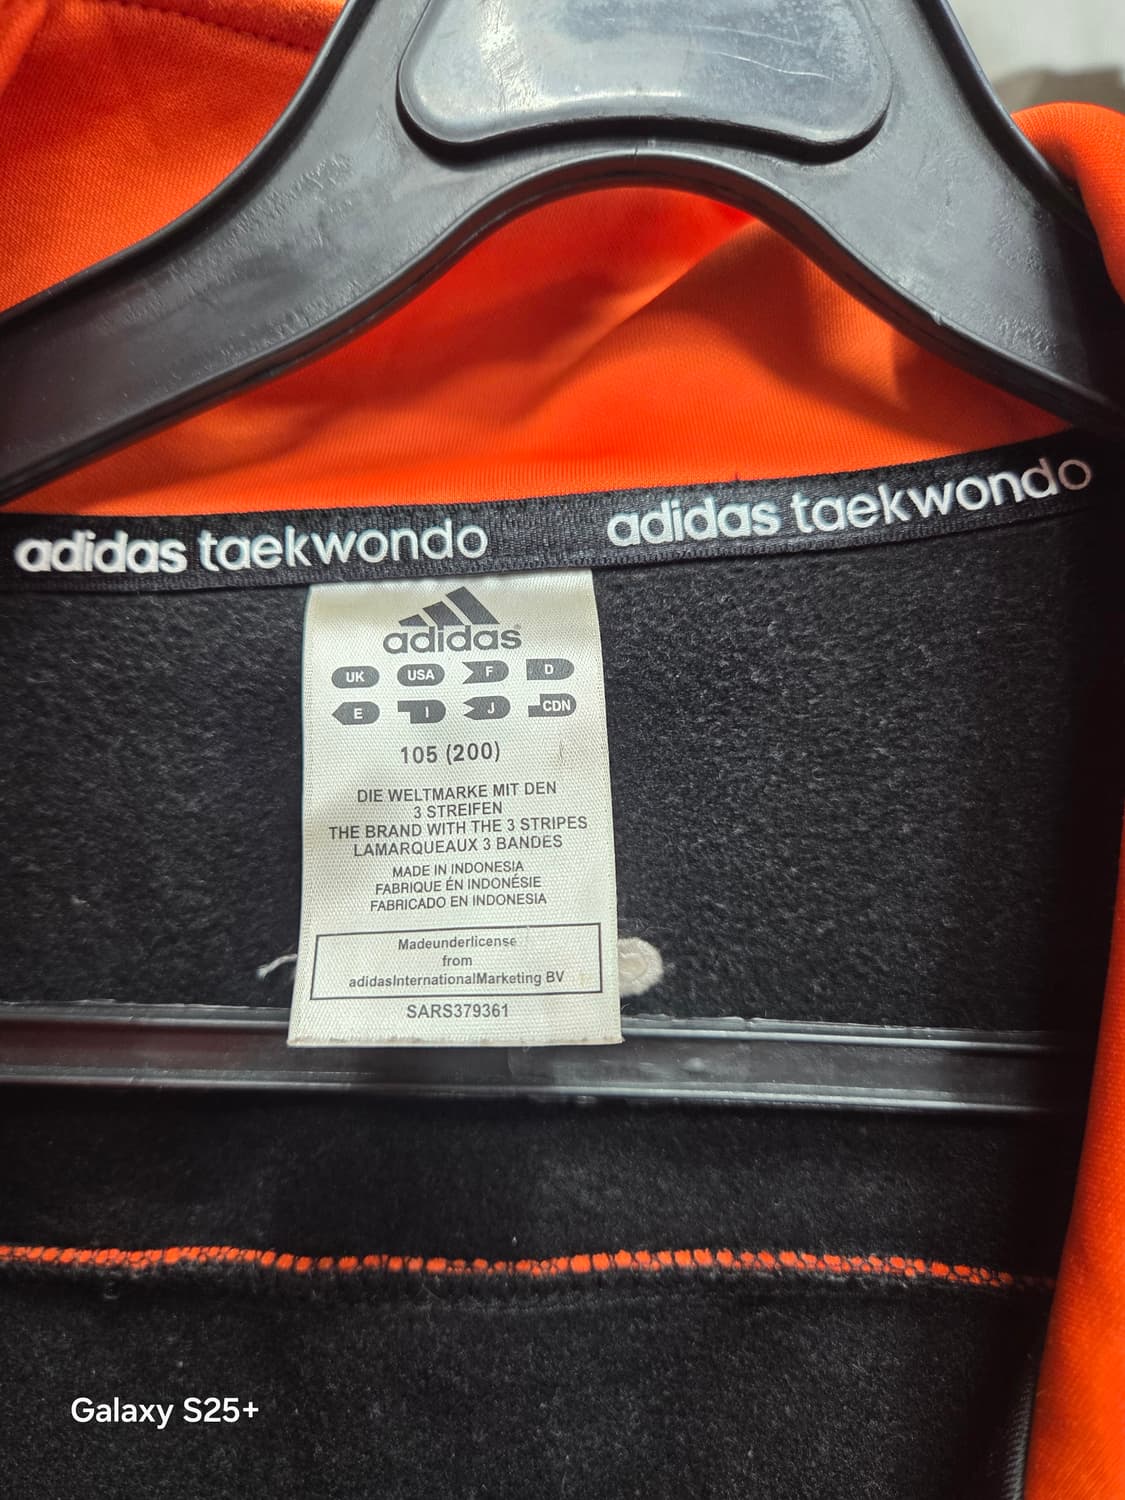 adidas taekwondo adidas taekwondo
adidas®
UK USA F D
E I J CDN
105 (200)
DIE WELTMARKE MIT DEN
3 STREIFEN
THE BRAND WITH THE 3 STRIPES
LAMARQUEAUX 3 BANDES
MADE IN INDONESIA
FABRIQUE ÉN INDONÉSIE
FABRICADO EN INDONESIA
Madeunderlicense
from
adidasInternationalMarketing BV
SARS379361
Galaxy S25+